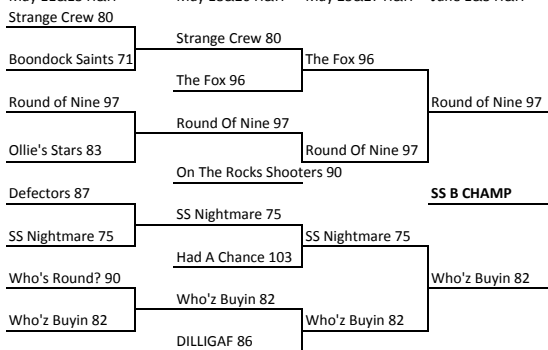 Strange Crew 80
Boondock Saints 71
Round of Nine 97
Ollie's Stars 83
Defectors 87
SS Nightmare 75
Who's Round? 90
Who'z Buyin 82
Strange Crew 80
The Fox 96
Round Of Nine 97
On The Rocks Shooters 90
SS Nightmare 75
Had A Chance 103
Who'z Buyin 82
DILLIGAF 86
The Fox 96
Round Of Nine 97
SS Nightmare 75
Who'z Buyin 82
Round of Nine 97
SS B CHAMP
Who'z Buyin 82